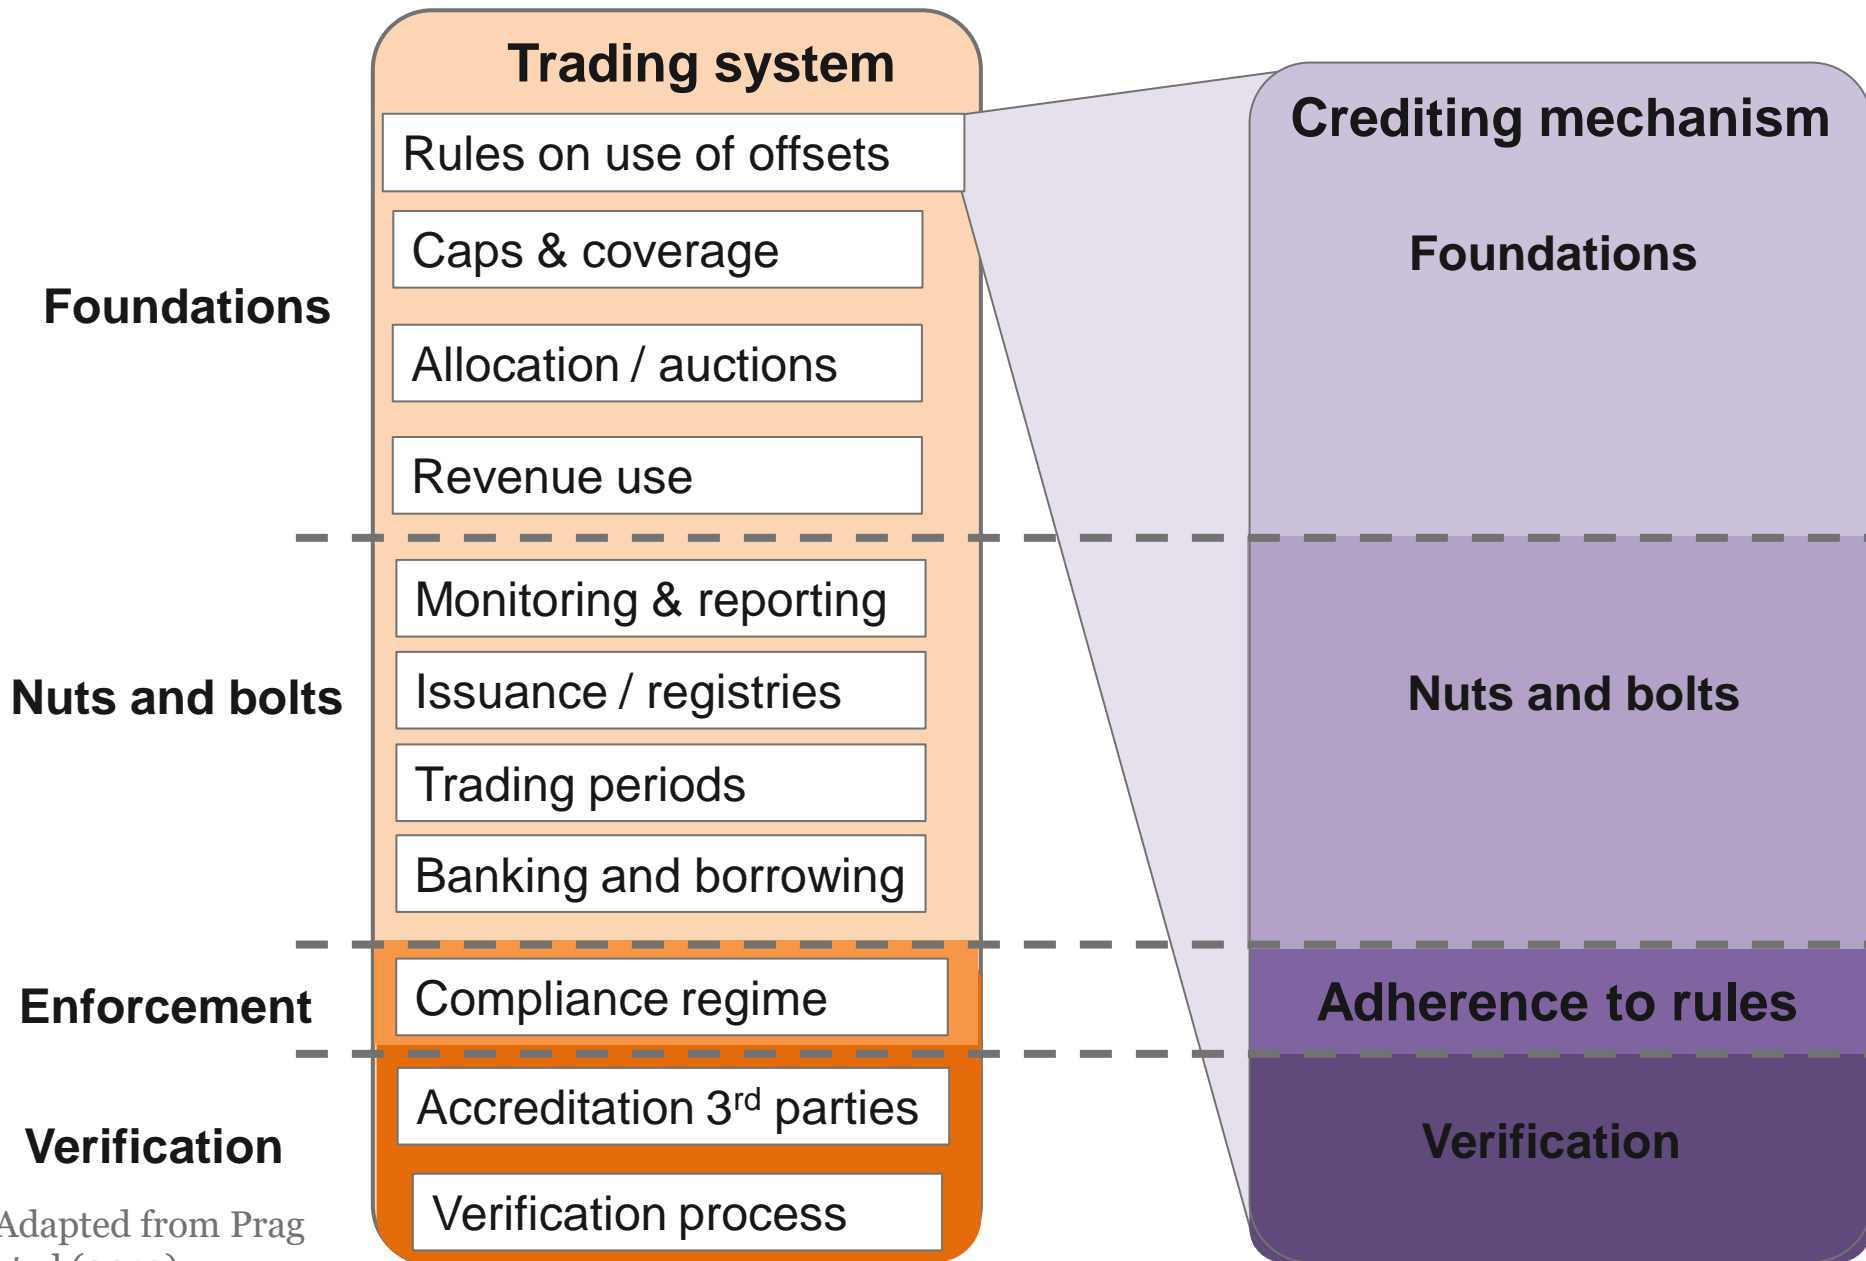 Trading system
Crediting mechanism
Rules on use of offsets
Caps & coverage
Foundations
Foundations
Allocation / auctions
Revenue use
Monitoring & reporting
Nuts and bolts
Issuance / registries
Nuts and bolts
Trading periods
Banking and borrowing
Enforcement
Compliance regime
Adherence to rules
Verification
Accreditation 3rd parties
Verification
Verification process
Adapted from Prag